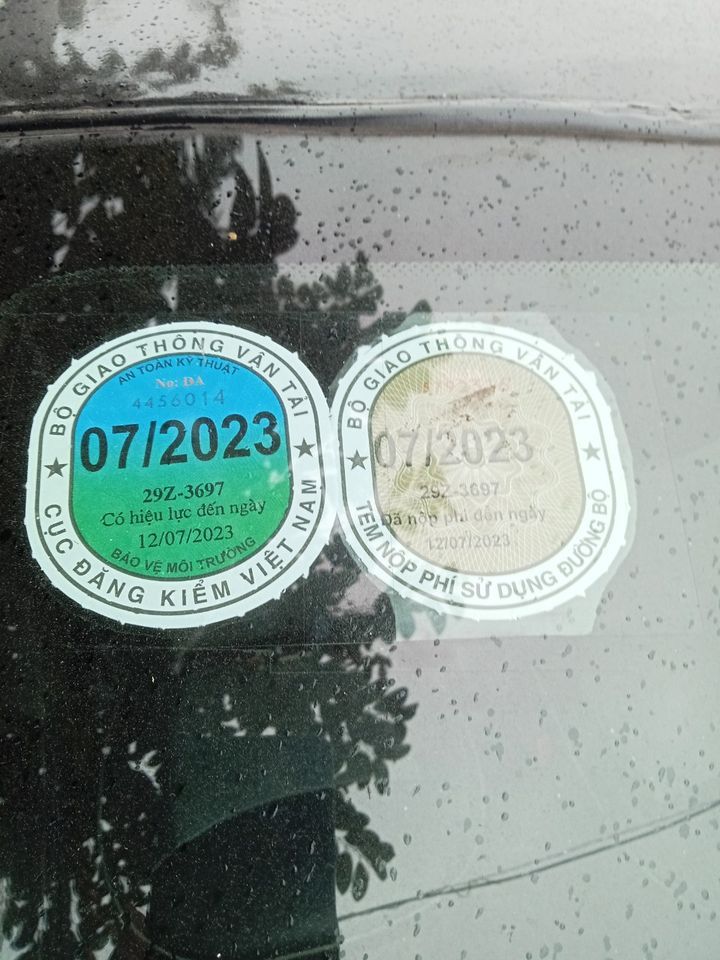 BỘ GIAO THÔNG VẬN TẢI
AN TOÀN KỸ THUẬT
No: DA
4456014
07/2023
29Z-3697
Có hiệu lực đến ngày
12/07/2023
BẢO VỆ MÔI TRƯỜNG
CỤC ĐĂNG KIỂM VIỆT NAM
BỘ GIAO THÔNG VẬN TẢI
07/2023
29Z-3697
Đã nộp phí đến ngày
12/07/2023
TEM NỘP PHÍ SỬ DỤNG ĐƯỜNG BỘ